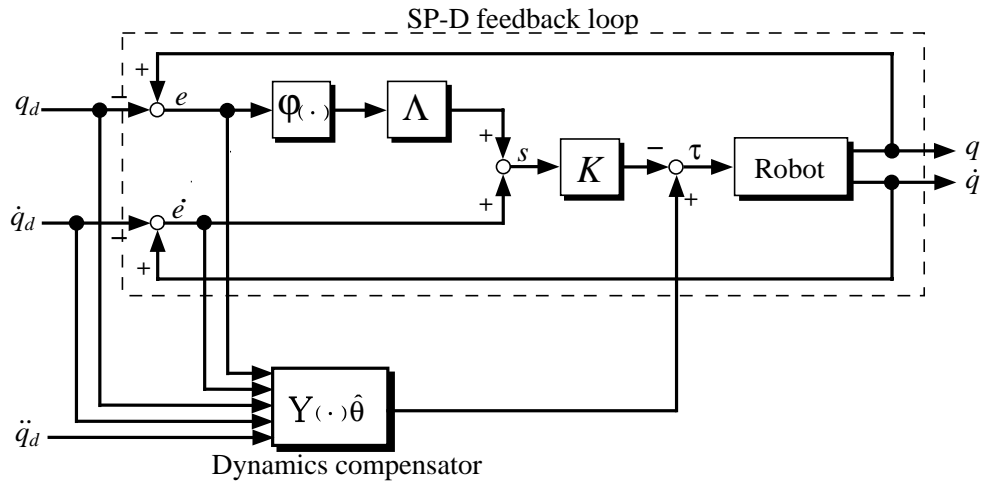 SP-D feedback loop
+
q_d
−
e
φ(·)
Λ
+
s
K
−
τ
Robot
q
q̇
q̇_d
−
ė
+
+
+
q̈_d
Y(·)θ̂
Dynamics compensator